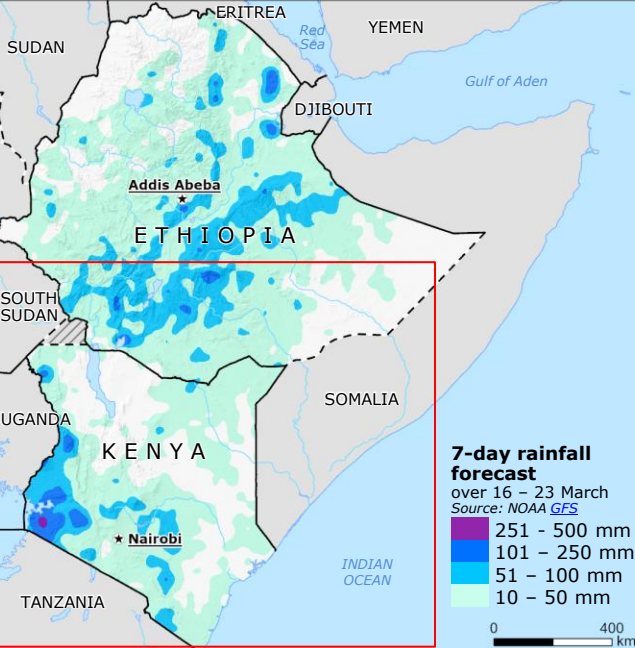 ERITREA
SUDAN
Red
Sea
YEMEN
Gulf of Aden
DJIBOUTI
Addis Abeba
ETHIOPIA
SOUTH
SUDAN
SOMALIA
UGANDA
KENYA
Nairobi
INDIAN
OCEAN
TANZANIA
7-day rainfall
forecast
over 16 – 23 March
Source: NOAA GFS
251 - 500 mm
101 – 250 mm
51 – 100 mm
10 – 50 mm
0 400
km